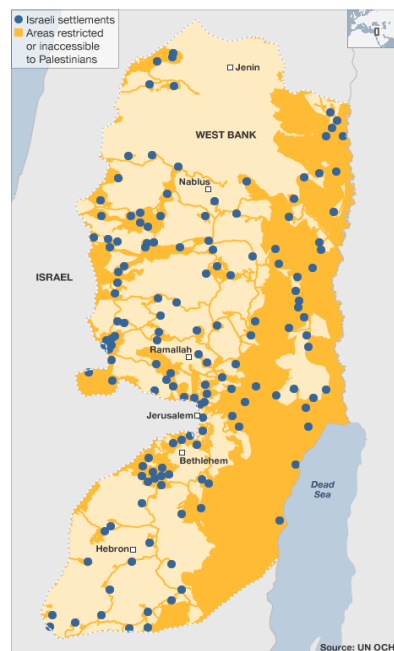 Israeli settlements
Areas restricted
or inaccessible
to Palestinians
Jenin
WEST BANK
Nablus
ISRAEL
Ramallah
Jerusalem
Bethlehem
Dead
Sea
Hebron
Source: UN OCH